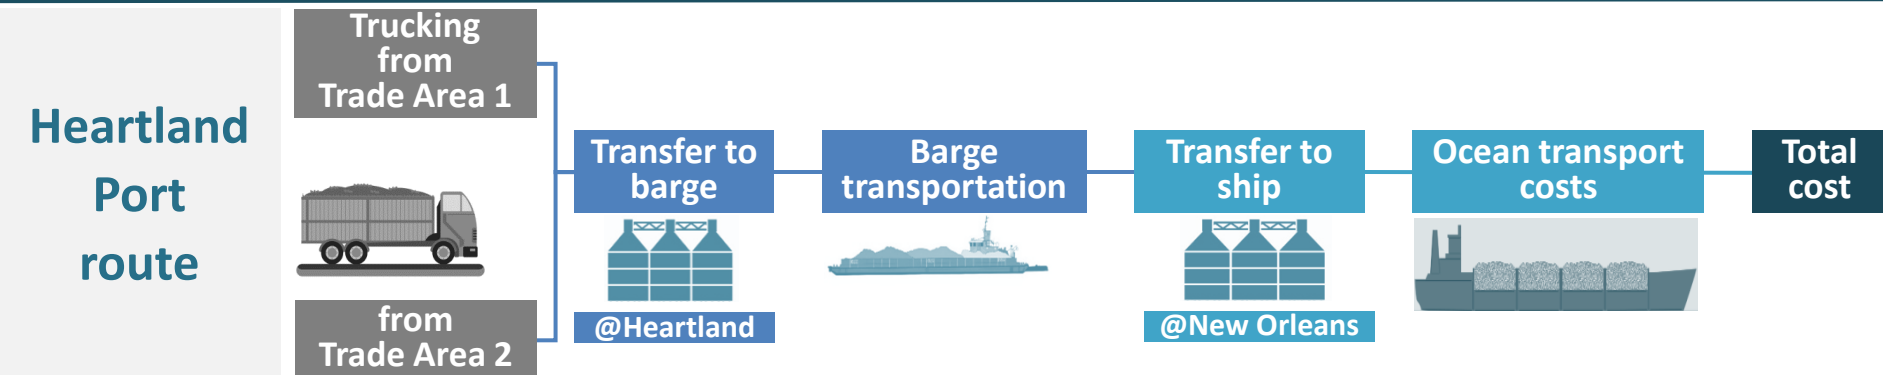 Heartland
Port
route
Trucking
from
Trade Area 1
from
Trade Area 2
Transfer to
barge
@Heartland
Barge
transportation
Transfer to
ship
@New Orleans
Ocean transport
costs
Total
cost